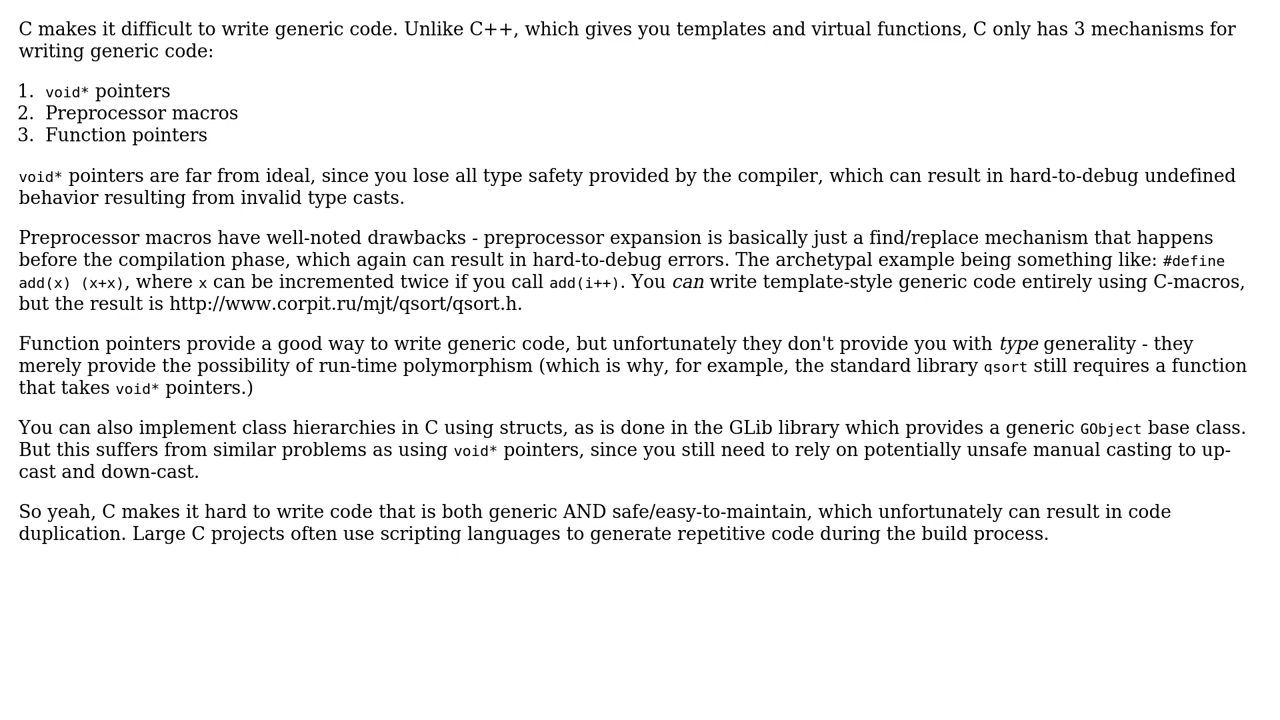 C makes it difficult to write generic code. Unlike C++, which gives you templates and virtual functions, C only has 3 mechanisms for
writing generic code:
1. void* pointers
2. Preprocessor macros
3. Function pointers
void* pointers are far from ideal, since you lose all type safety provided by the compiler, which can result in hard-to-debug undefined
behavior resulting from invalid type casts.
Preprocessor macros have well-noted drawbacks - preprocessor expansion is basically just a find/replace mechanism that happens
before the compilation phase, which again can result in hard-to-debug errors. The archetypal example being something like: #define
add(x) (x+x), where x can be incremented twice if you call add(i++). You can write template-style generic code entirely using C-macros,
but the result is http://www.corpit.ru/mjt/qsort/qsort.h.
Function pointers provide a good way to write generic code, but unfortunately they don't provide you with type generality - they
merely provide the possibility of run-time polymorphism (which is why, for example, the standard library qsort still requires a function
that takes void* pointers.)
You can also implement class hierarchies in C using structs, as is done in the GLib library which provides a generic GObject base class.
But this suffers from similar problems as using void* pointers, since you still need to rely on potentially unsafe manual casting to up-
cast and down-cast.
So yeah, C makes it hard to write code that is both generic AND safe/easy-to-maintain, which unfortunately can result in code
duplication. Large C projects often use scripting languages to generate repetitive code during the build process.